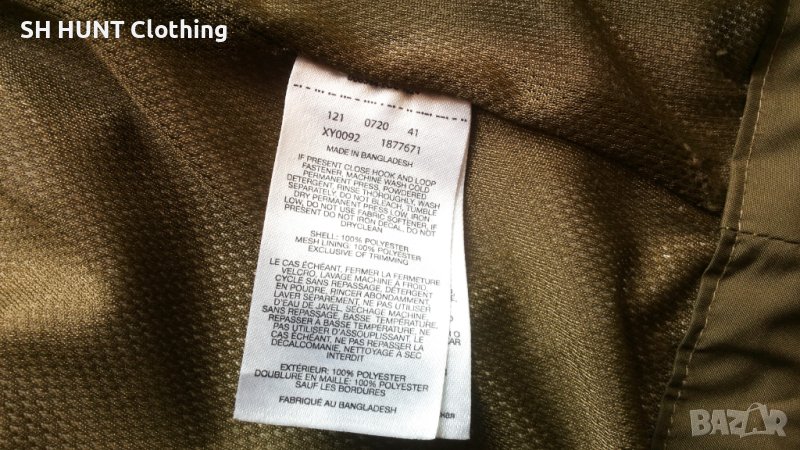 SH HUNT Clothing
121 0720 41
XY0092 1877671
MADE IN BANGLADESH
IF PRESENT CLOSE HOOK AND LOOP
FASTENER, MACHINE WASH COLD
PERMANENT PRESS, POWDERED
DETERGENT, RINSE THOROUGHLY, WASH
SEPARATELY, DO NOT BLEACH, TUMBLE
DRY PERMANENT PRESS LOW, IRON
LOW, DO NOT USE FABRIC SOFTENER, IF
PRESENT DO NOT IRON DECAL, DO NOT
DRYCLEAN
SHELL: 100% POLYESTER
MESH LINING: 100% POLYESTER
EXCLUSIVE OF TRIMMING
LE CAS ÉCHÉANT, FERMER LA FERMETURE
VELCRO, LAVAGE MACHINE A FROID
CYCLE SANS REPASSAGE, DÉTERGENT
EN POUDRE, RINCER ABONDAMMENT,
LAVER SÉPARÉMENT, NE PAS UTILISER
D'EAU DE JAVEL, SÉCHAGE MACHINE,
SANS REPASSAGE, BASSE TEMPÉRATURE,
REPASSER À BASSE TEMPÉRATURE, NE
PAS UTILISER D'ASSOUPLISSANT, LE
CAS ÉCHÉANT, NE PAS REPASSER LA
DÉCALCOMANIE, NETTOYAGE À SEC
INTERDIT
EXTÉRIEUR: 100% POLYESTER
DOUBLURE EN MAILLE: 100% POLYESTER
SAUF LES BORDURES
FABRIQUÉ AU BANGLADESH
BAZAR